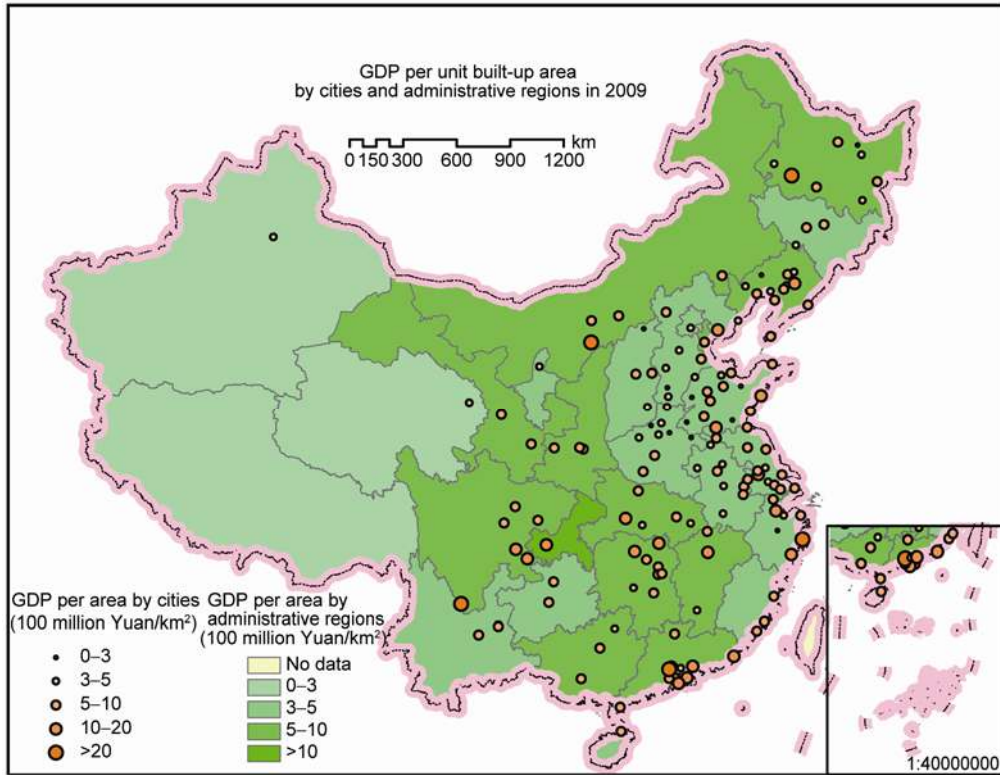 GDP per unit built-up area
by cities and administrative regions in 2009
km
0 150 300 600 900 1200
GDP per area by cities
(100 million Yuan/km²)
0–3
3–5
5–10
10–20
>20
GDP per area by
administrative regions
(100 million Yuan/km²)
No data
0–3
3–5
5–10
>10
1:40000000